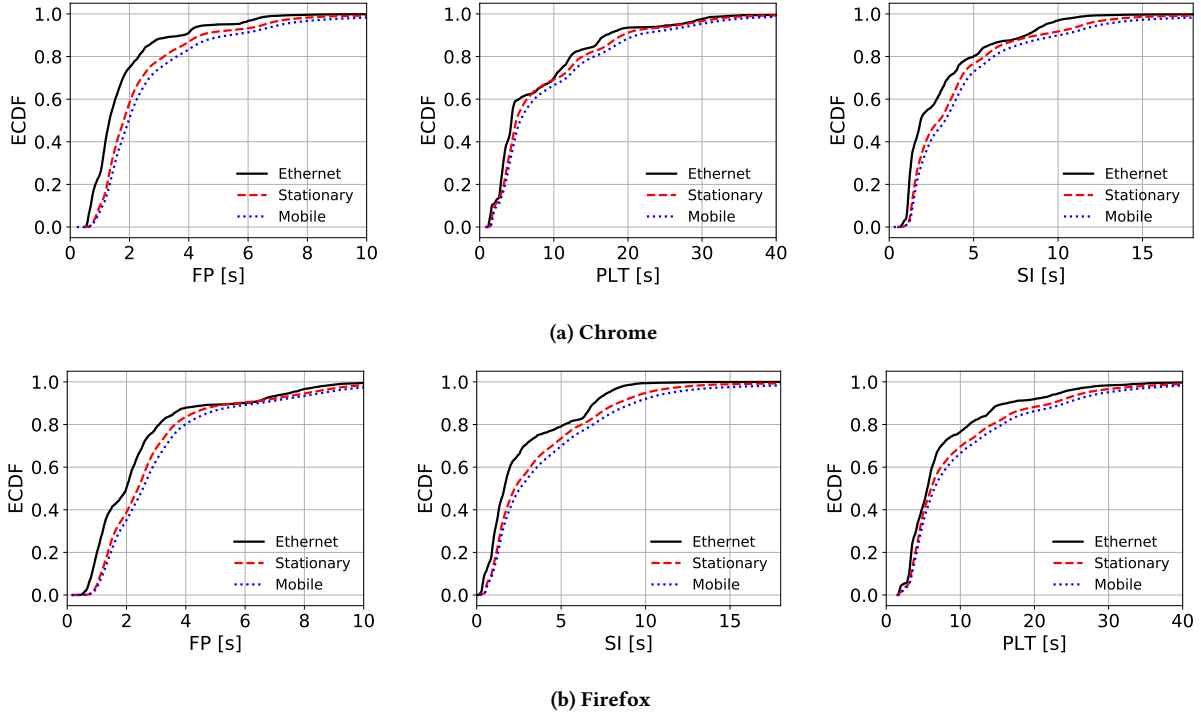 1.0
0.8
0.6
0.4
0.2
0.0
ECDF
Ethernet
Stationary
Mobile
0 2 4 6 8 10
FP [s]
1.0
0.8
0.6
0.4
0.2
0.0
ECDF
Ethernet
Stationary
Mobile
0 10 20 30 40
PLT [s]
1.0
0.8
0.6
0.4
0.2
0.0
ECDF
Ethernet
Stationary
Mobile
0 5 10 15
SI [s]
(a) Chrome
1.0
0.8
0.6
0.4
0.2
0.0
ECDF
Ethernet
Stationary
Mobile
0 2 4 6 8 10
FP [s]
1.0
0.8
0.6
0.4
0.2
0.0
ECDF
Ethernet
Stationary
Mobile
0 5 10 15
SI [s]
1.0
0.8
0.6
0.4
0.2
0.0
ECDF
Ethernet
Stationary
Mobile
0 10 20 30 40
PLT [s]
(b) Firefox